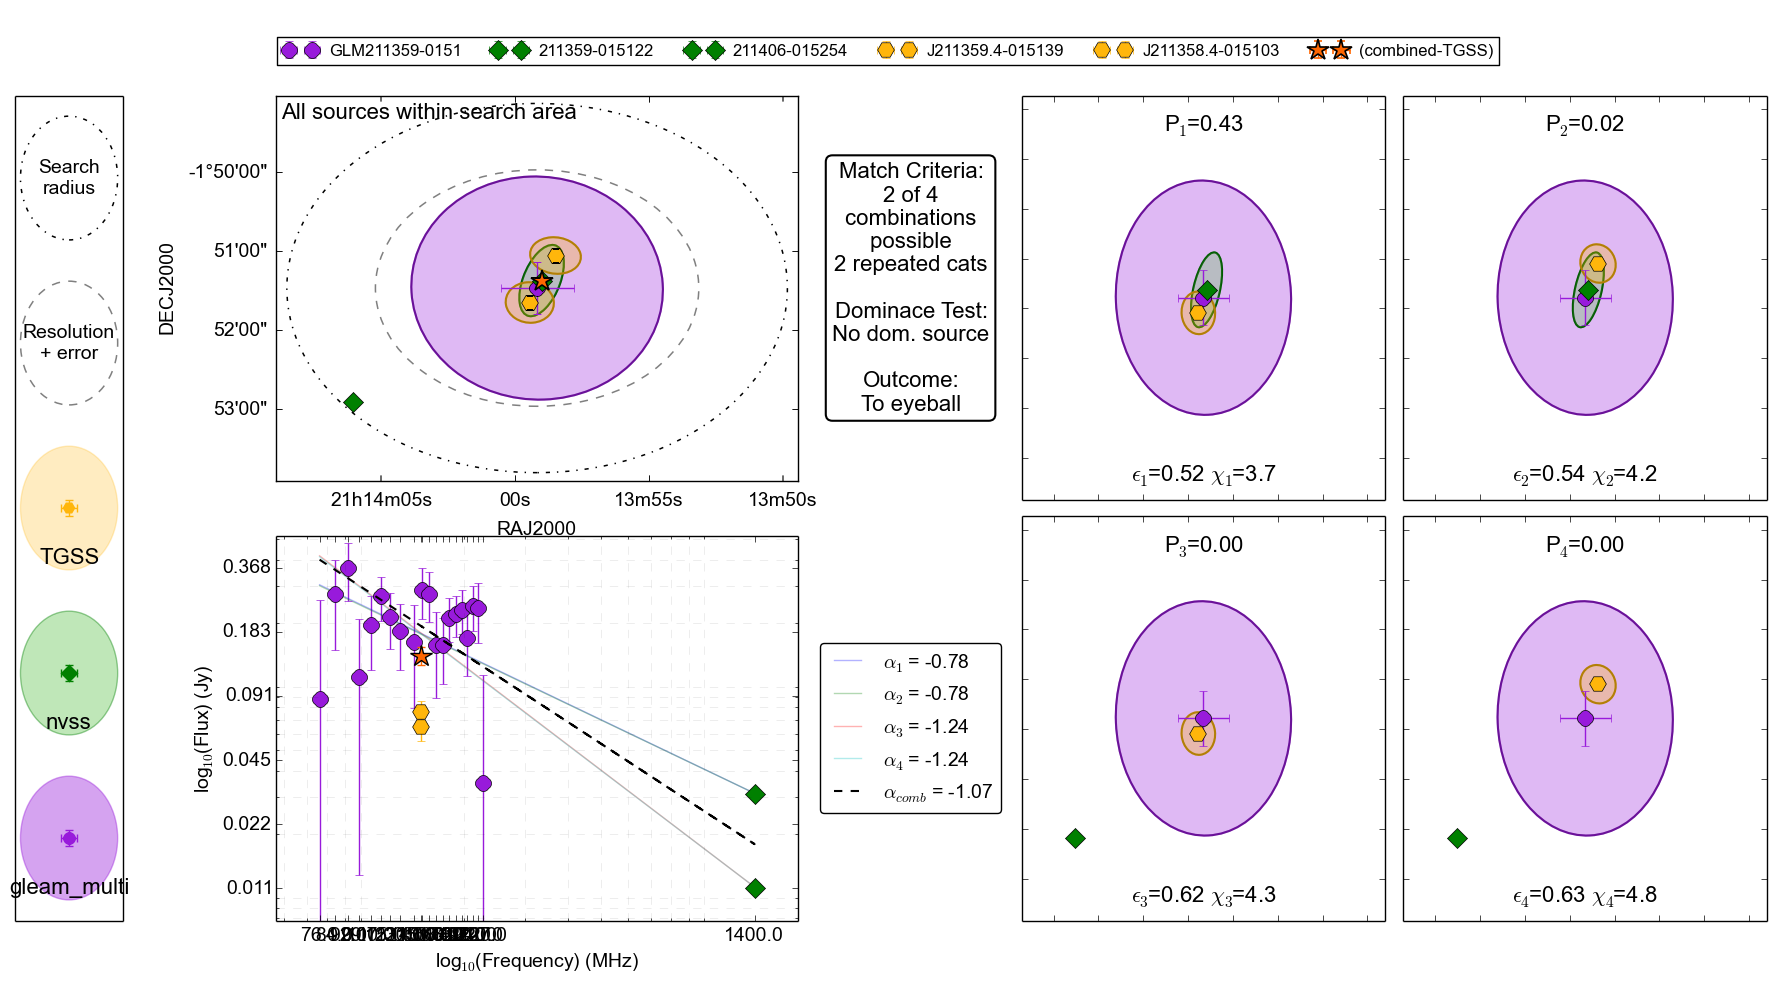 GLM211359-0151 211359-015122 211406-015254 J211359.4-015139 J211358.4-015103 (combined-TGSS)
Search
radius
Resolution
+ error
TGSS
nvss
gleam_multi
All sources within search area
DECJ2000
-1°50'00"
51'00"
52'00"
53'00"
21h14m05s 00s 13m55s 13m50s
RAJ2000
Match Criteria:
2 of 4
combinations
possible
2 repeated cats
Dominace Test:
No dom. source
Outcome:
To eyeball
P1=0.43
ϵ1=0.52 χ1=3.7
P2=0.02
ϵ2=0.54 χ2=4.2
P3=0.00
ϵ3=0.62 χ3=4.3
P4=0.00
ϵ4=0.63 χ4=4.8
log10(Flux) (Jy)
0.368
0.183
0.091
0.045
0.022
0.011
1400.0
log10(Frequency) (MHz)
α1 = -0.78
α2 = -0.78
α3 = -1.24
α4 = -1.24
αcomb = -1.07